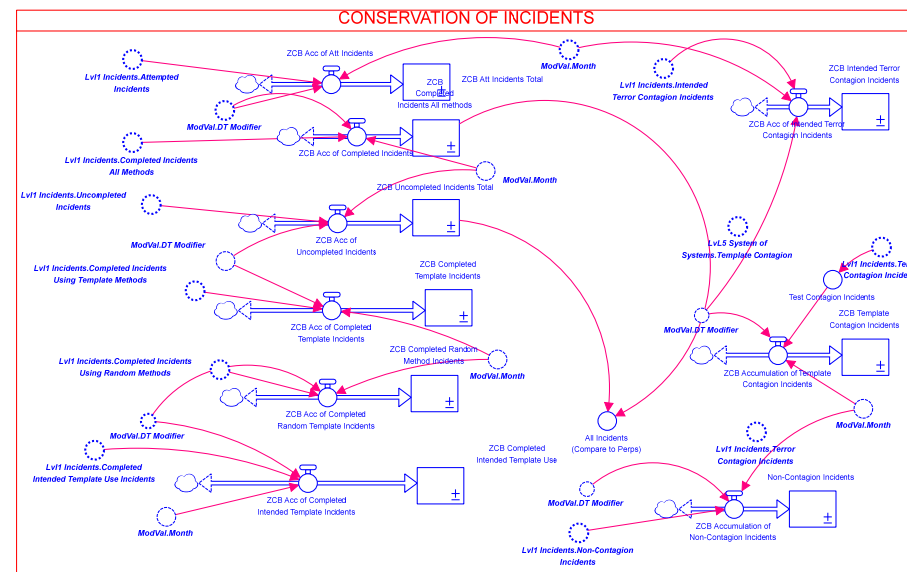 CONSERVATION OF INCIDENTS
ZCB Acc of Att Incidents
Lvl1 Incidents.Attempted
Incidents
ModVal.DT Modifier
ZCB
Completed
Incidents All methods
ZCB Att Incidents Total
ModVal.Month
Lvl1 Incidents.Intended
Terror Contagion Incidents
ZCB Intended Terror
Contagion Incidents
ZCB Acc of Intended Terror
Contagion Incidents
Lvl1 Incidents.Completed Incidents
All Methods
ZCB Acc of Completed Incidents
ModVal.Month
Lvl1 Incidents.Uncompleted
Incidents
ZCB Uncompleted Incidents Total
ZCB Acc of
Uncompleted Incidents
ModVal.DT Modifier
Lvl1 Incidents.Completed Incidents
Using Template Methods
ZCB Completed
Template Incidents
ZCB Acc of Completed
Template Incidents
LvL5 System of
Systems.Template Contagion
Contagion
Test Contagion Incidents
ModVal.DT Modifier
ZCB Template
Contagion Incidents
ZCB Accumulation of Template
Contagion Incidents
ModVal.Month
Lvl1 Incidents.Completed Incidents
Using Random Methods
ZCB Completed Random
Method Incidents
ModVal.Month
ZCB Acc of Completed
Random Template Incidents
ModVal.DT Modifier
All Incidents
(Compare to Perps)
Lvl1 Incidents.Terror
Contagion Incidents
Lvl1 Incidents.Completed
Intended Template Use Incidents
ZCB Completed
Intended Template Use
ZCB Acc of Completed
Intended Template Incidents
ModVal.Month
ModVal.DT Modifier
Non-Contagion Incidents
ZCB Accumulation of
Non-Contagion Incidents
Lvl1 Incidents.Non-Contagion
Incidents